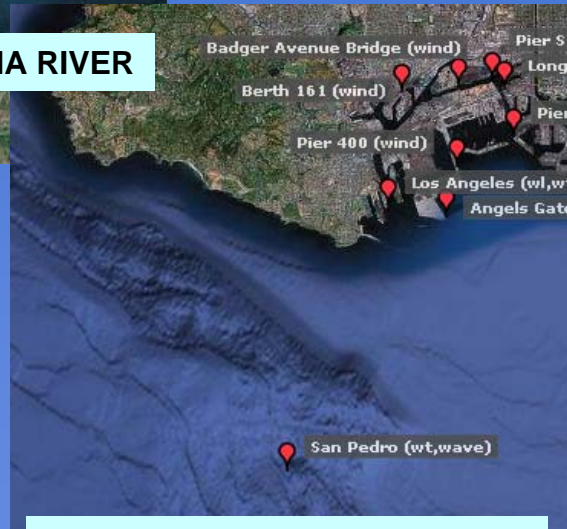 IA RIVER
Badger Avenue Bridge (wind)
Pier S
Long
Berth 161 (wind)
Pier
Pier 400 (wind)
Los Angeles (wl,w
Angels Gate
San Pedro (wt,wave)